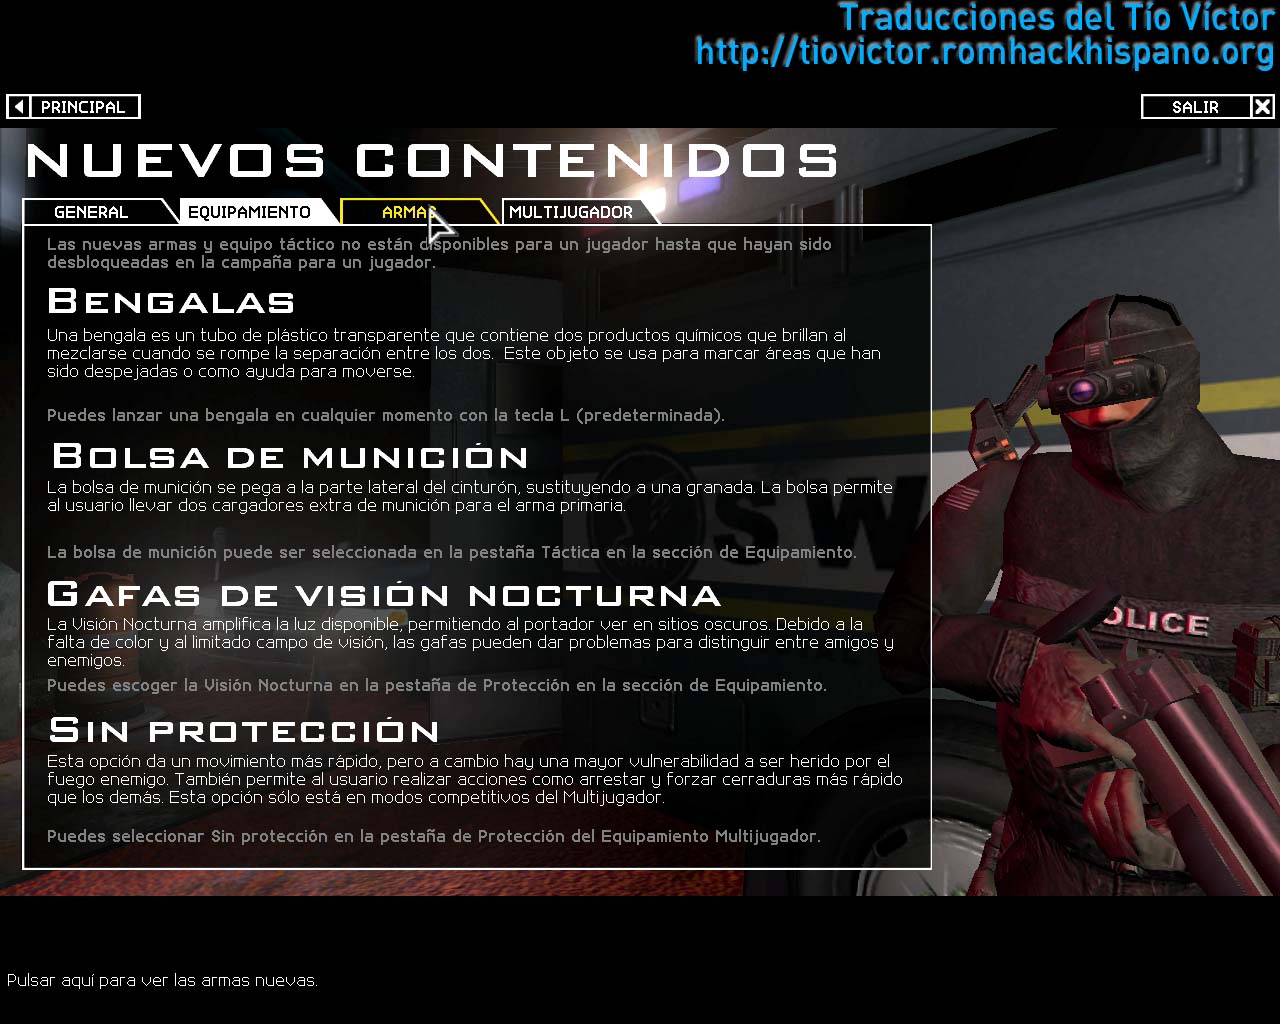 Traducciones del Tío Víctor
http://tiovictor.romhackhispano.org
PRINCIPAL
SALIR
NUEVOS CONTENIDOS
GENERAL
EQUIPAMIENTO
ARMAS
MULTIJUGADOR
Las nuevas armas y equipo táctico no están disponibles para un jugador hasta que hayan sido
desbloqueadas en la campaña para un jugador.
BENGALAS
Una bengala es un tubo de plástico transparente que contiene dos productos químicos que brillan al
mezclarse cuando se rompe la separación entre los dos.  Este objeto se usa para marcar áreas que han
sido despejadas o como ayuda para moverse.
Puedes lanzar una bengala en cualquier momento con la tecla L (predeterminada).
BOLSA DE MUNICIÓN
La bolsa de munición se pega a la parte lateral del cinturón, sustituyendo a una granada. La bolsa permite
al usuario llevar dos cargadores extra de munición para el arma primaria.
La bolsa de munición puede ser seleccionada en la pestaña Táctica en la sección de Equipamiento.
GAFAS DE VISIÓN NOCTURNA
La Visión Nocturna amplifica la luz disponible, permitiendo al portador ver en sitios oscuros. Debido a la
falta de color y al limitado campo de visión, las gafas pueden dar problemas para distinguir entre amigos y
enemigos.
Puedes escoger la Visión Nocturna en la pestaña de Protección en la sección de Equipamiento.
SIN PROTECCIÓN
Esta opción da un movimiento más rápido, pero a cambio hay una mayor vulnerabilidad a ser herido por el
fuego enemigo. También permite al usuario realizar acciones como arrestar y forzar cerraduras más rápido
que los demás. Esta opción sólo está en modos competitivos del Multijugador.
Puedes seleccionar Sin protección en la pestaña de Protección del Equipamiento Multijugador.
SW
OLICE
Pulsar aquí para ver las armas nuevas.